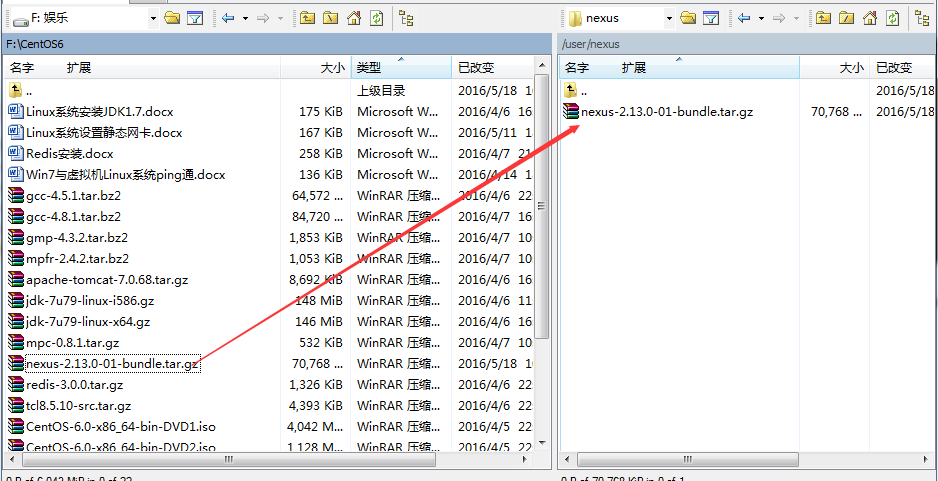 F: 娱乐
nexus
F:\CentOS6
/user/nexus
名字 扩展 大小 类型 已改变
名字 扩展 大小 已改变
.. 上级目录 2016/5/18
.. 2016/5/18
Linux系统安装JDK1.7.docx 175 KiB Microsoft W... 2016/4/6 16:
nexus-2.13.0-01-bundle.tar.gz 70,768 ... 2016/5/18
Linux系统设置静态网卡.docx 167 KiB Microsoft W... 2016/5/11
Redis安装.docx 258 KiB Microsoft W... 2016/4/7
Win7与虚拟机Linux系统ping通.docx 136 KiB Microsoft W... 2016/4/14
gcc-4.5.1.tar.bz2 64,572 ... WinRAR 压缩... 2016/4/6 22:
gcc-4.8.1.tar.bz2 84,720 ... WinRAR 压缩... 2016/4/7 16:
gmp-4.3.2.tar.bz2 1,853 KiB WinRAR 压缩... 2016/4/7 10:
mpfr-2.4.2.tar.bz2 1,053 KiB WinRAR 压缩... 2016/4/7 10:
apache-tomcat-7.0.68.tar.gz 8,692 KiB WinRAR 压缩... 2016/4/6 16:
jdk-7u79-linux-i586.gz 148 MiB WinRAR 压缩... 2016/4/6 11:
jdk-7u79-linux-x64.gz 146 MiB WinRAR 压缩... 2016/4/6 16:
mpc-0.8.1.tar.gz 532 KiB WinRAR 压缩... 2016/4/7 10:
nexus-2.13.0-01-bundle.tar.gz 70,768 ... WinRAR 压缩... 2016/5/18
redis-3.0.0.tar.gz 1,326 KiB WinRAR 压缩... 2016/4/6 22:
tcl8.5.10-src.tar.gz 4,393 KiB WinRAR 压缩... 2016/4/6 22:
CentOS-6.0-x86_64-bin-DVD1.iso 4,042 M... WinRAR 压缩... 2016/4/5 22:
CentOS-6.0-x86_64-bin-DVD2.iso 1,128 M... WinRAR 压缩... 2016/4/5 22: